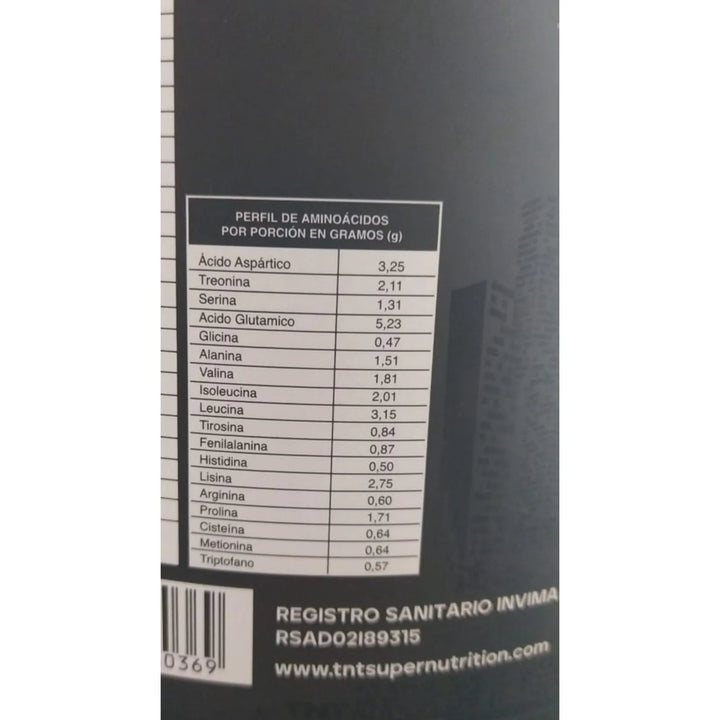 PERFIL DE AMINOÁCIDOS
POR PORCIÓN EN GRAMOS (g)
Ácido Aspártico 3,25
Treonina 2,11
Serina 1,31
Acido Glutamico 5,23
Glicina 0,47
Alanina 1,51
Valina 1,81
Isoleucina 2,01
Leucina 3,15
Tirosina 0,84
Fenilalanina 0,87
Histidina 0,50
Lisina 2,75
Arginina 0,60
Prolina 1,71
Cisteína 0,64
Metionina 0,64
Triptofano 0,57
0369
REGISTRO SANITARIO INVIMA
RSAD02I89315
www.tntsupernutrition.com